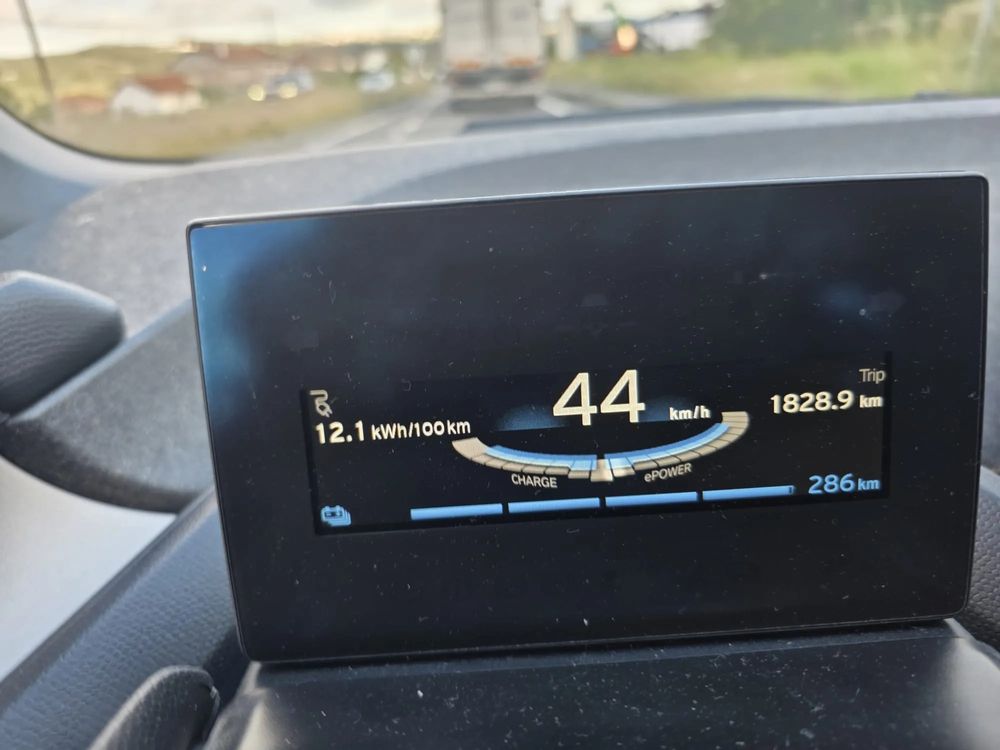 44 km/h
Trip
12.1 kWh/100km
1828.9 km
CHARGE
ePOWER
286 km